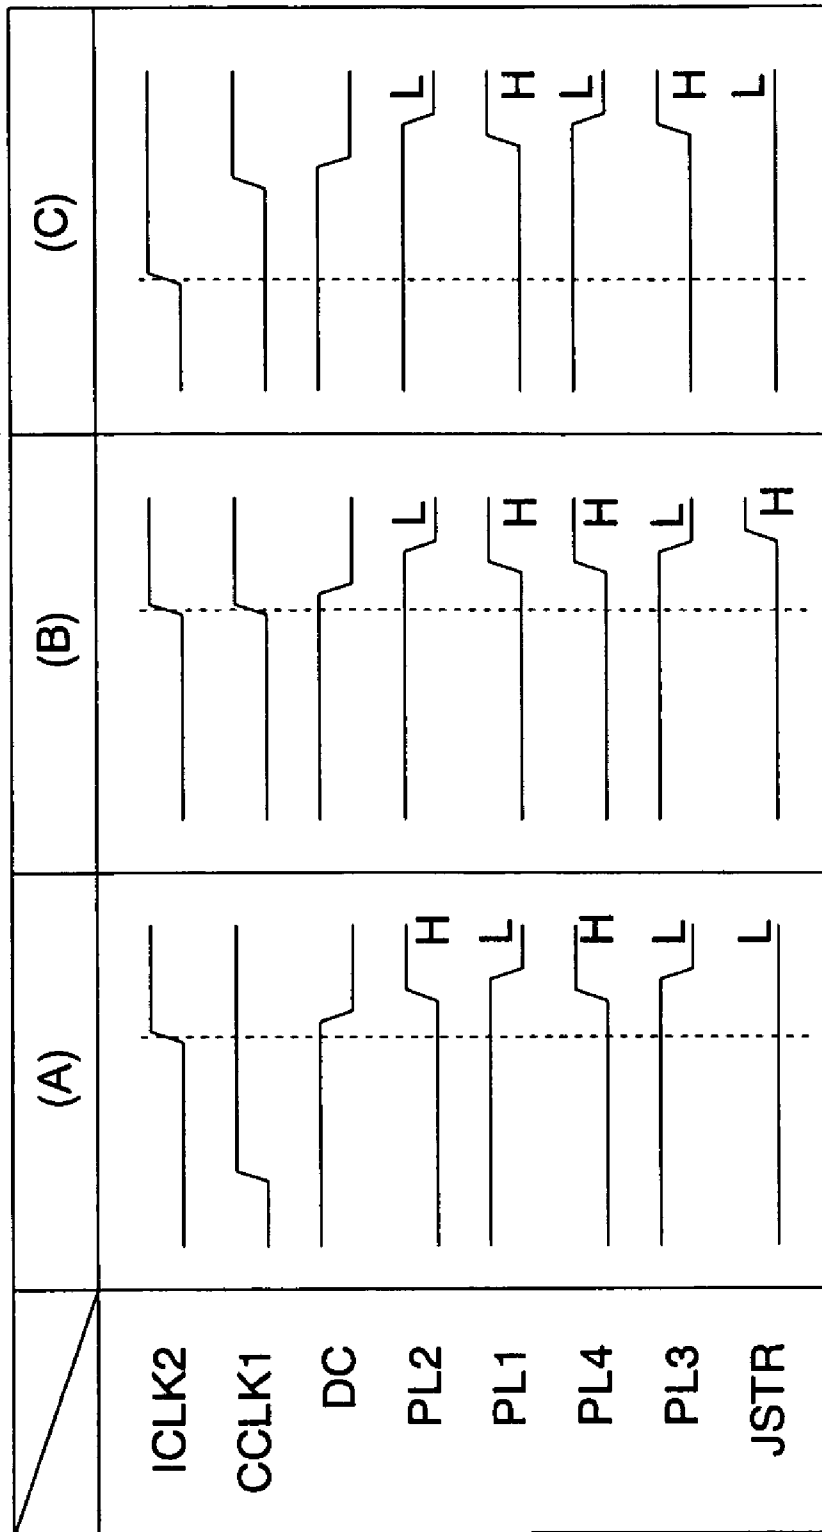 (A) (B) (C)
ICLK2
CCLK1
DC
PL2 H L L
PL1 L H H
PL4 H H L
PL3 L L H
JSTR L H L